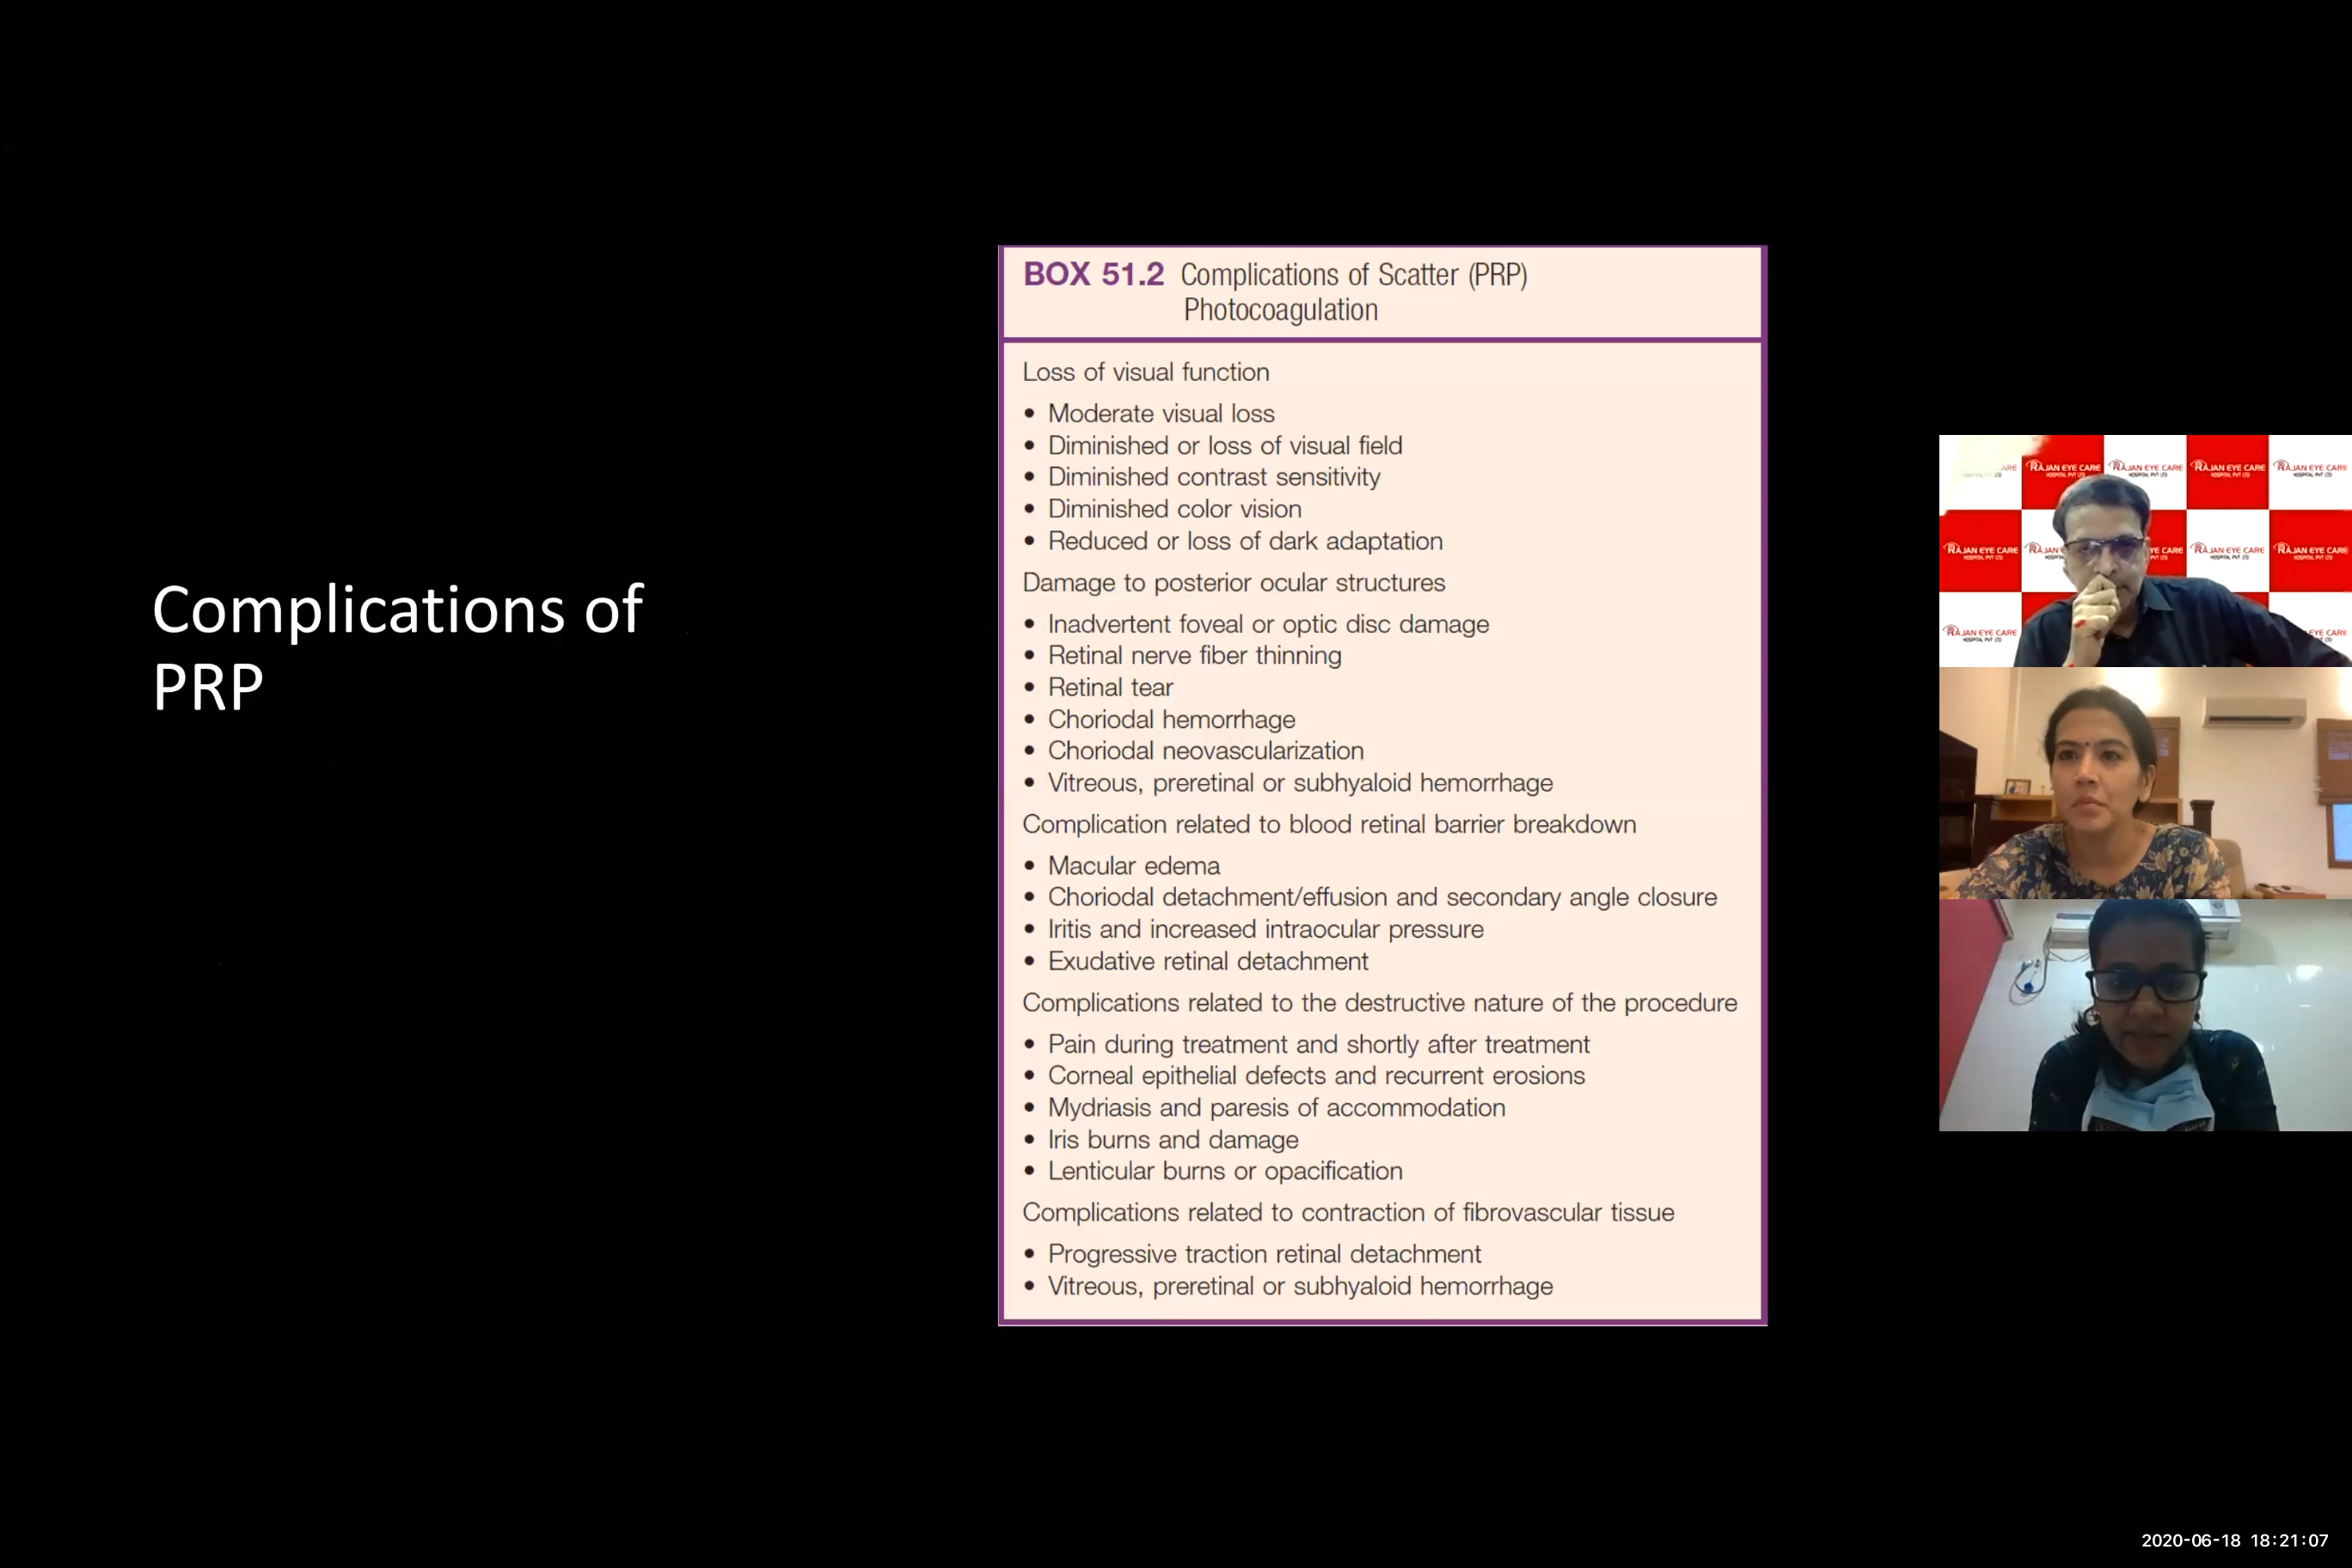 Complications of
PRP
BOX 51.2 Complications of Scatter (PRP)
Photocoagulation
Loss of visual function
• Moderate visual loss
• Diminished or loss of visual field
• Diminished contrast sensitivity
• Diminished color vision
• Reduced or loss of dark adaptation
Damage to posterior ocular structures
• Inadvertent foveal or optic disc damage
• Retinal nerve fiber thinning
• Retinal tear
• Choriodal hemorrhage
• Choriodal neovascularization
• Vitreous, preretinal or subhyaloid hemorrhage
Complication related to blood retinal barrier breakdown
• Macular edema
• Choriodal detachment/effusion and secondary angle closure
• Iritis and increased intraocular pressure
• Exudative retinal detachment
Complications related to the destructive nature of the procedure
• Pain during treatment and shortly after treatment
• Corneal epithelial defects and recurrent erosions
• Mydriasis and paresis of accommodation
• Iris burns and damage
• Lenticular burns or opacification
Complications related to contraction of fibrovascular tissue
• Progressive traction retinal detachment
• Vitreous, preretinal or subhyaloid hemorrhage
RAJAN EYE CARE
HOSPITAL PVT LTD
2020-06-18 18:21:07